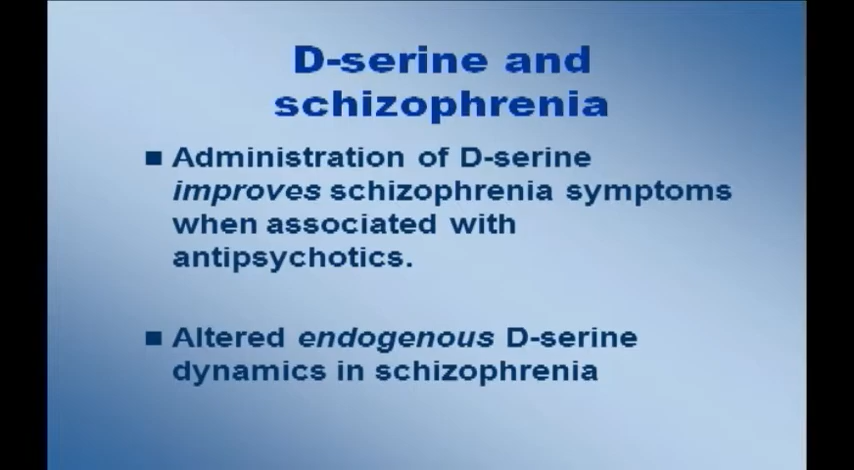 D-serine and
schizophrenia
■ Administration of D-serine
improves schizophrenia symptoms
when associated with
antipsychotics.
■ Altered endogenous D-serine
dynamics in schizophrenia